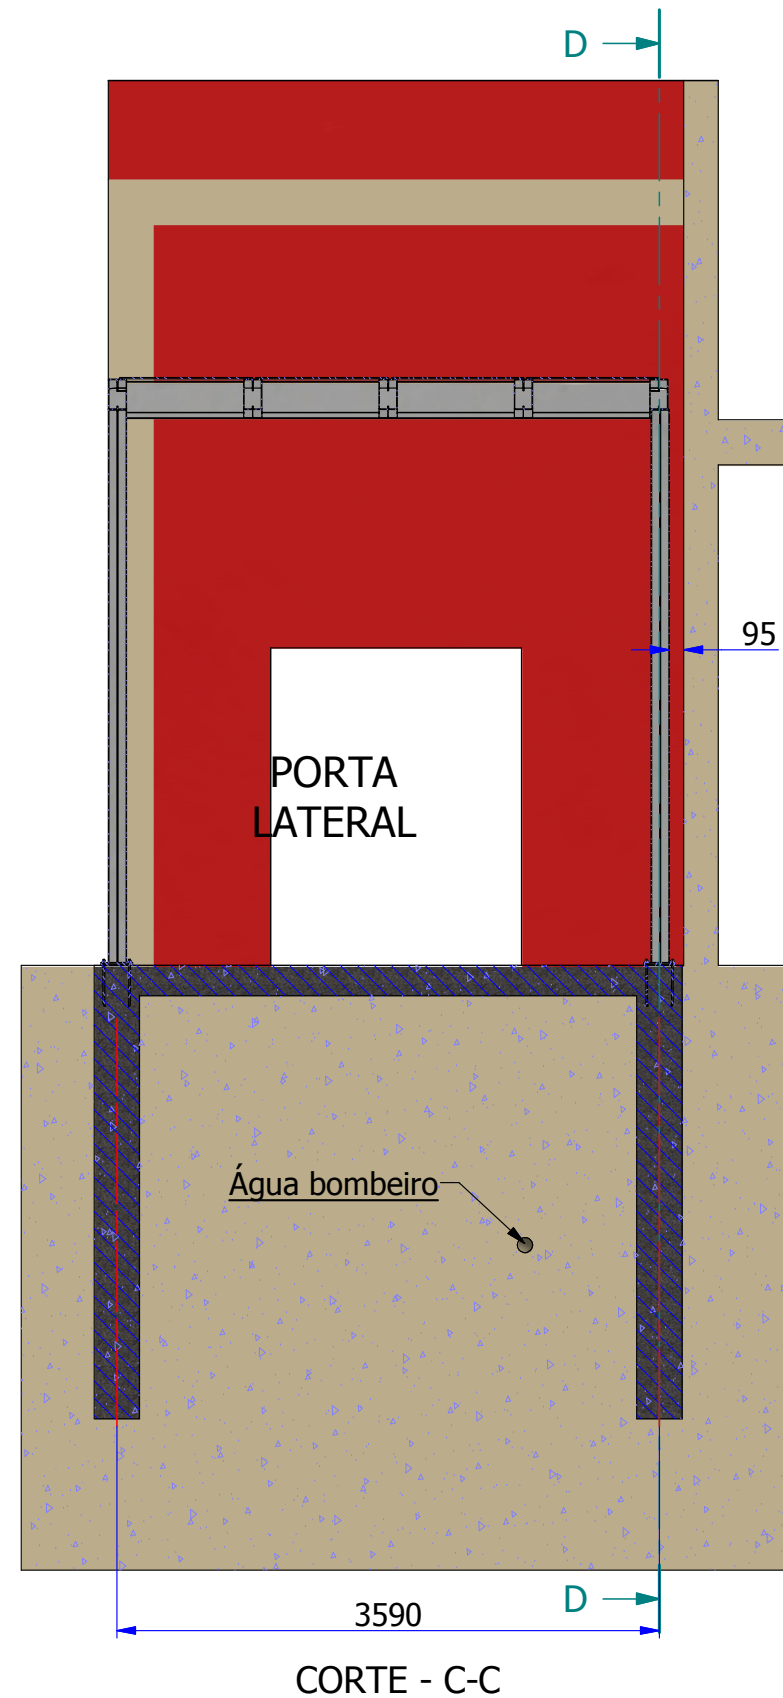 D
95
PORTA
LATERAL
Água bombeiro
D
3590
CORTE - C-C